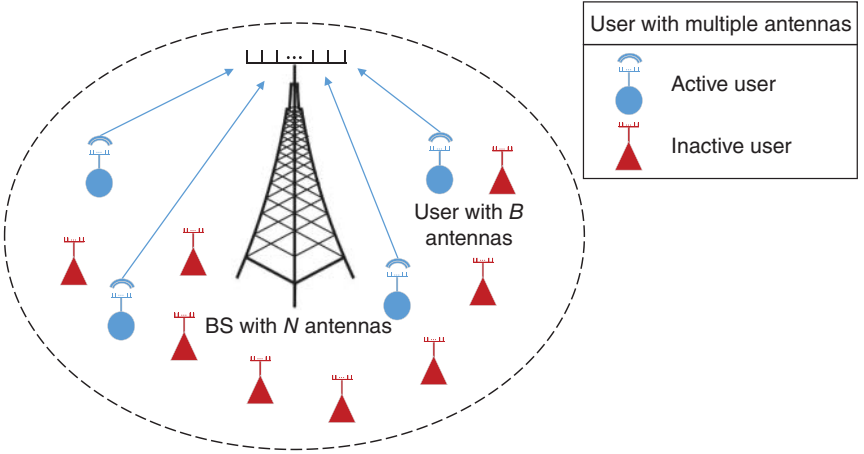 User with multiple antennas
Active user
Inactive user
User with B
antennas
BS with N antennas